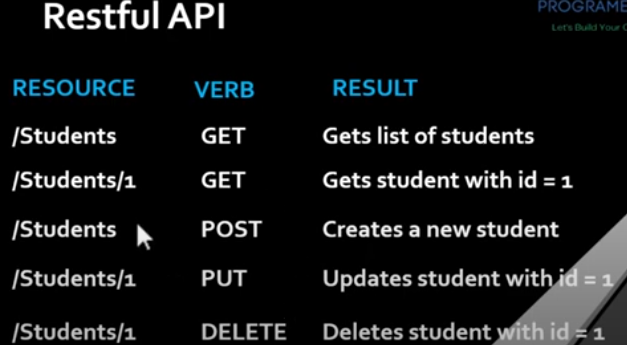 Restful API
PROGRAME
Let's Build Your
RESOURCE VERB RESULT
/Students GET Gets list of students
/Students/1 GET Gets student with id = 1
/Students POST Creates a new student
/Students/1 PUT Updates student with id = 1
/Students/1 DELETE Deletes student with id = 1